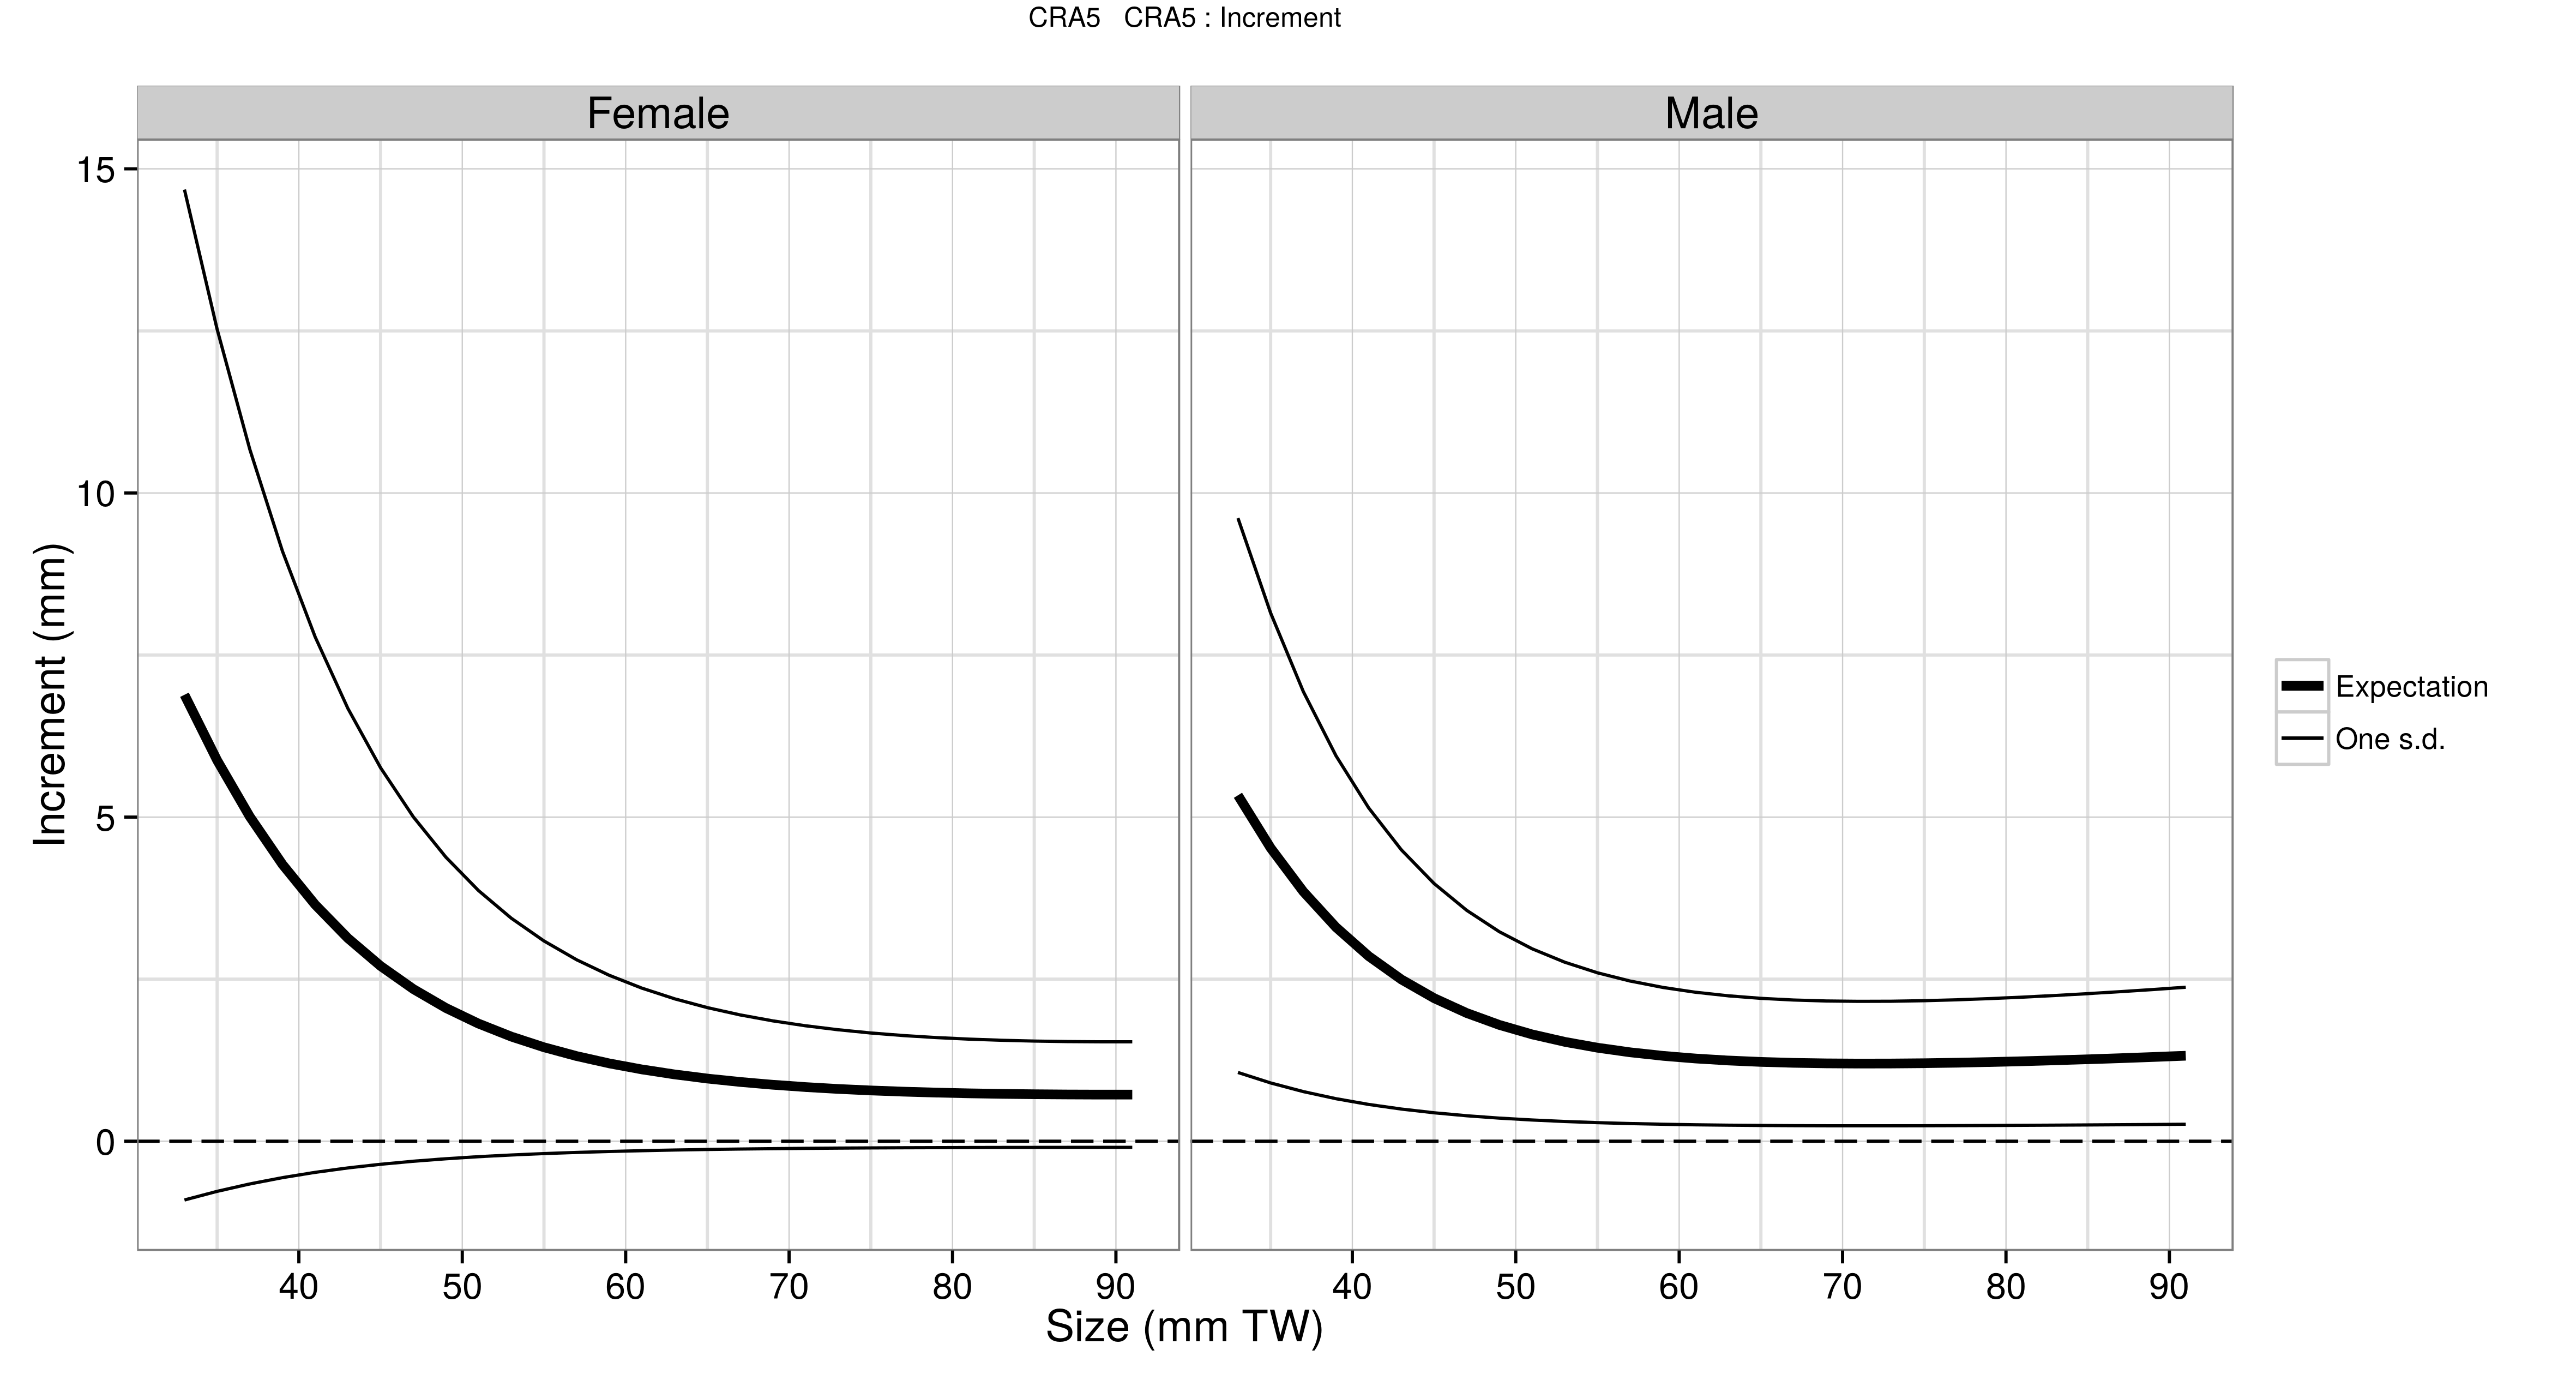 CRA5 CRA5 : Increment
Female Male
Increment (mm)
15
10
5
0
40 50 60 70 80 90 40 50 60 70 80 90
Size (mm TW)
Expectation
One s.d.